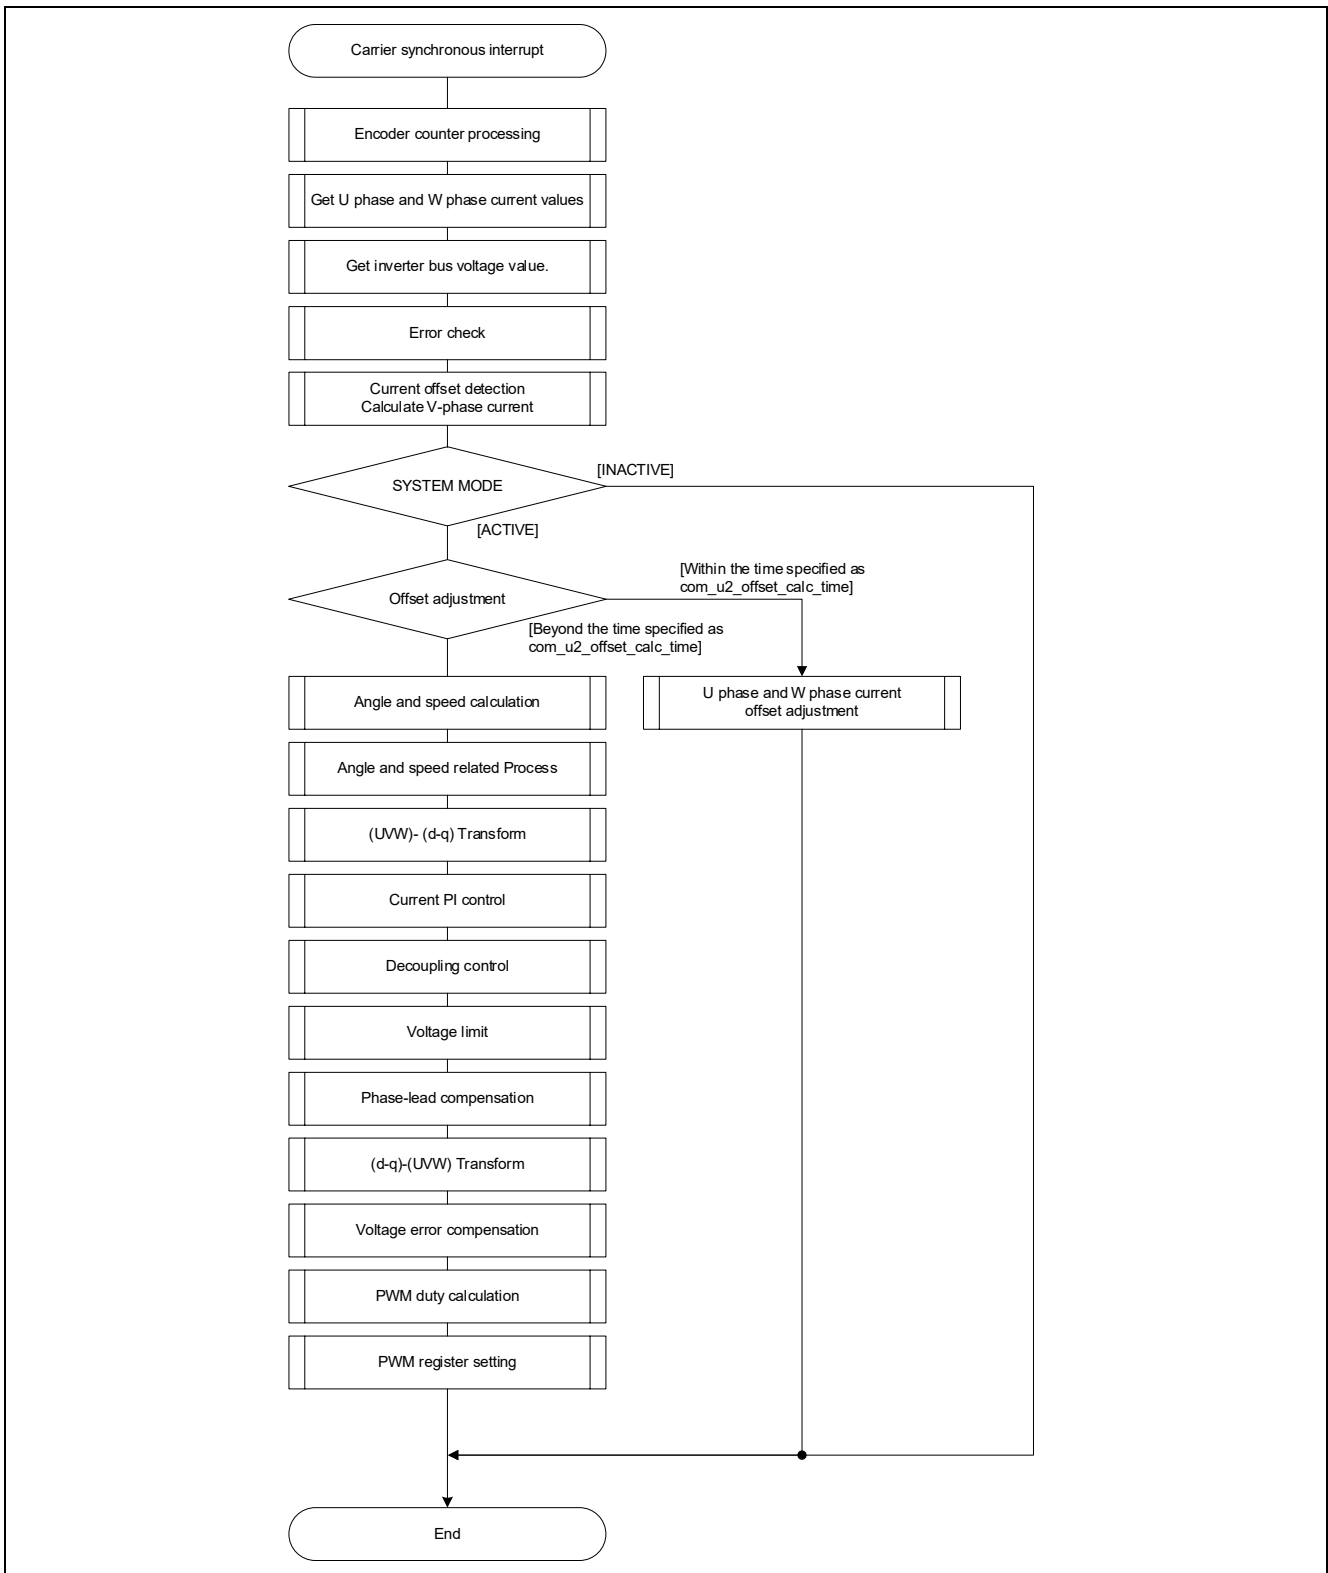 Carrier synchronous interrupt
Encoder counter processing
Get U phase and W phase current values
Get inverter bus voltage value.
Error check
Current offset detection
Calculate V-phase current
[INACTIVE]
SYSTEM MODE
[ACTIVE]
[Within the time specified as
com_u2_offset_calc_time]
Offset adjustment
[Beyond the time specified as
com_u2_offset_calc_time]
Angle and speed calculation
U phase and W phase current
offset adjustment
Angle and speed related Process
(UVW)- (d-q) Transform
Current PI control
Decoupling control
Voltage limit
Phase-lead compensation
(d-q)-(UVW) Transform
Voltage error compensation
PWM duty calculation
PWM register setting
End